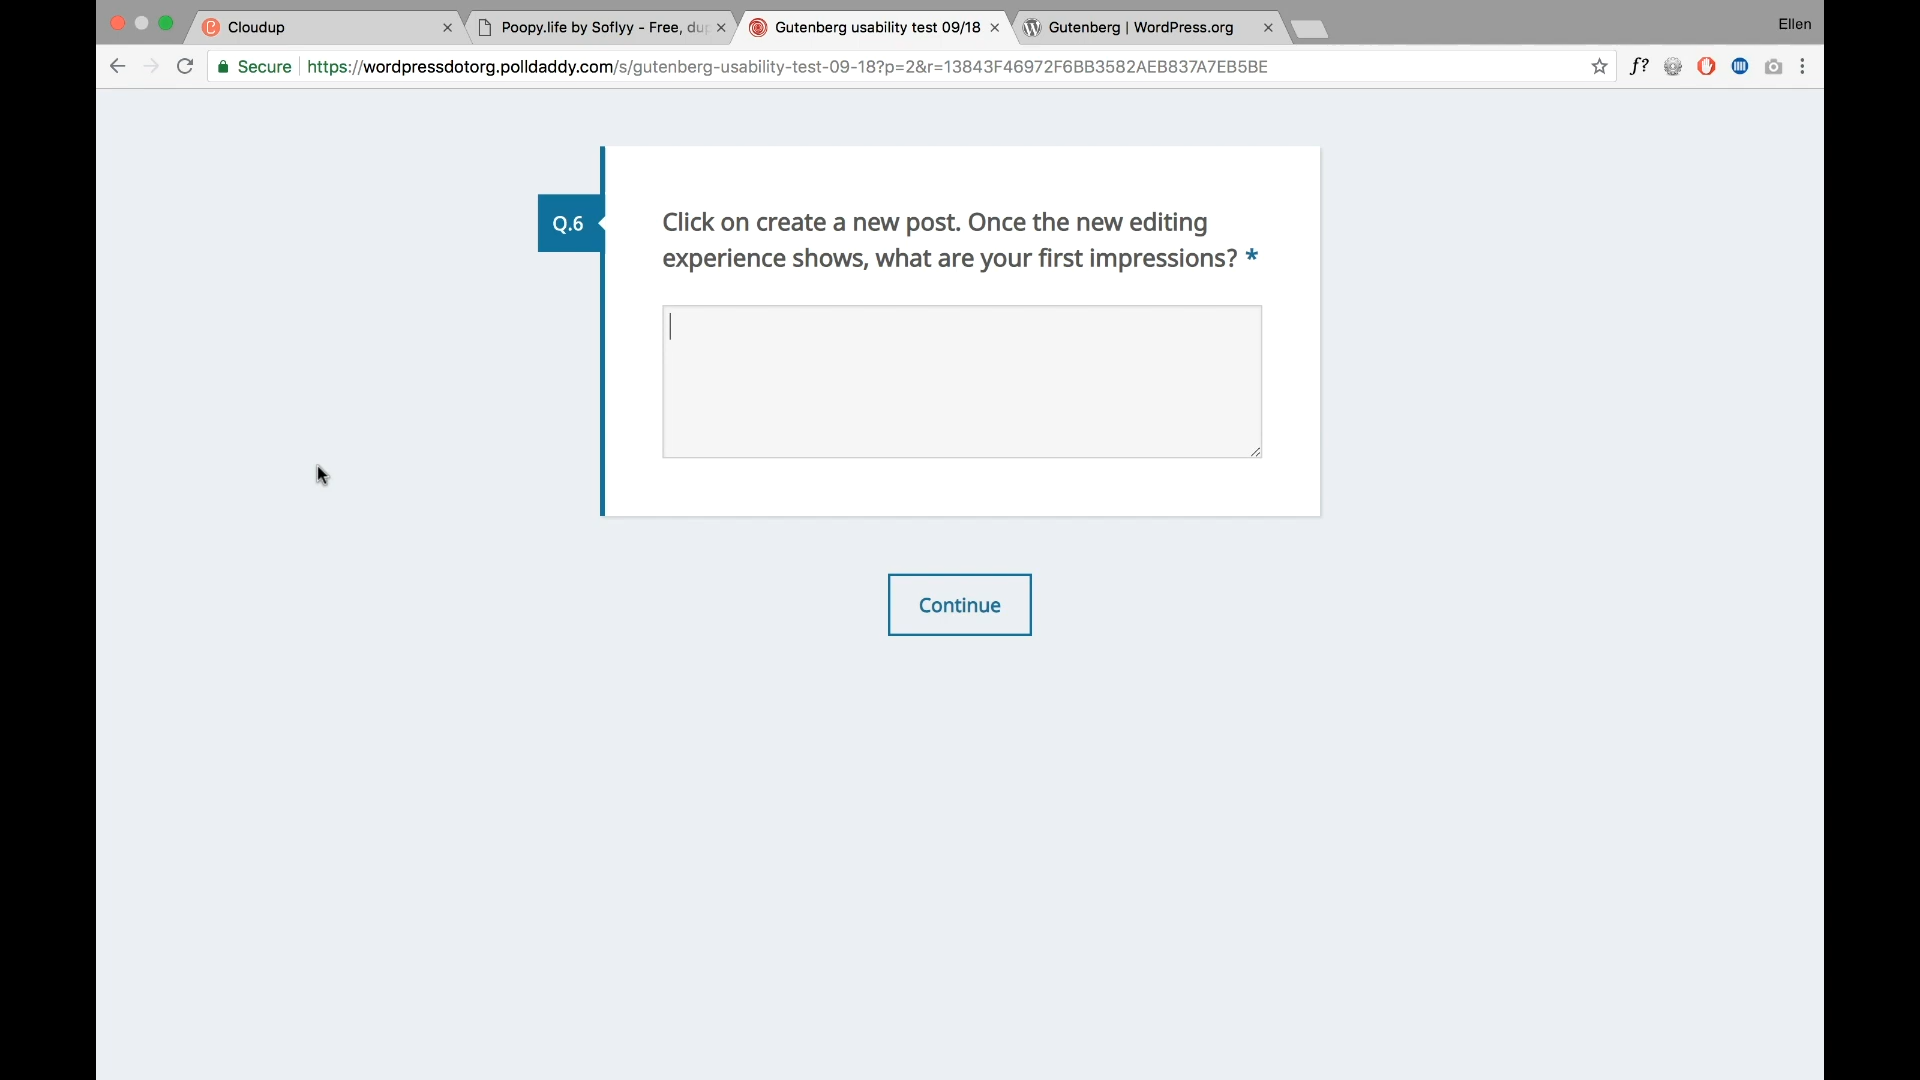 Cloudup
Poopy.life by Soflyy - Free, du
Gutenberg usability test 09/18
Gutenberg | WordPress.org
Ellen
Secure
https://wordpressdotorg.polldaddy.com/s/gutenberg-usability-test-09-18?p=2&r=13843F46972F6BB3582AEB837A7EB5BE
f?
Q.6
Click on create a new post. Once the new editing
experience shows, what are your first impressions? *
Continue